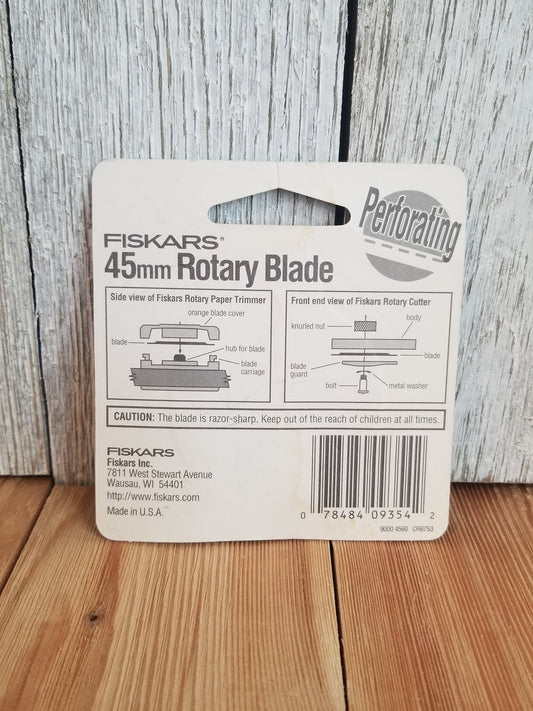 Perforating
FISKARS®
45mm Rotary Blade
Side view of Fiskars Rotary Paper Trimmer
orange blade cover
blade
hub for blade
blade
carriage
Front end view of Fiskars Rotary Cutter
knurled nut
body
blade
blade
guard
bolt
metal washer
CAUTION: The blade is razor-sharp. Keep out of the reach of children at all times.
FISKARS
Fiskars Inc.
7811 West Stewart Avenue
Wausau, WI 54401
http://www.fiskars.com
Made in U.S.A.
0 78484 09354 2
9000 4560 CR6753